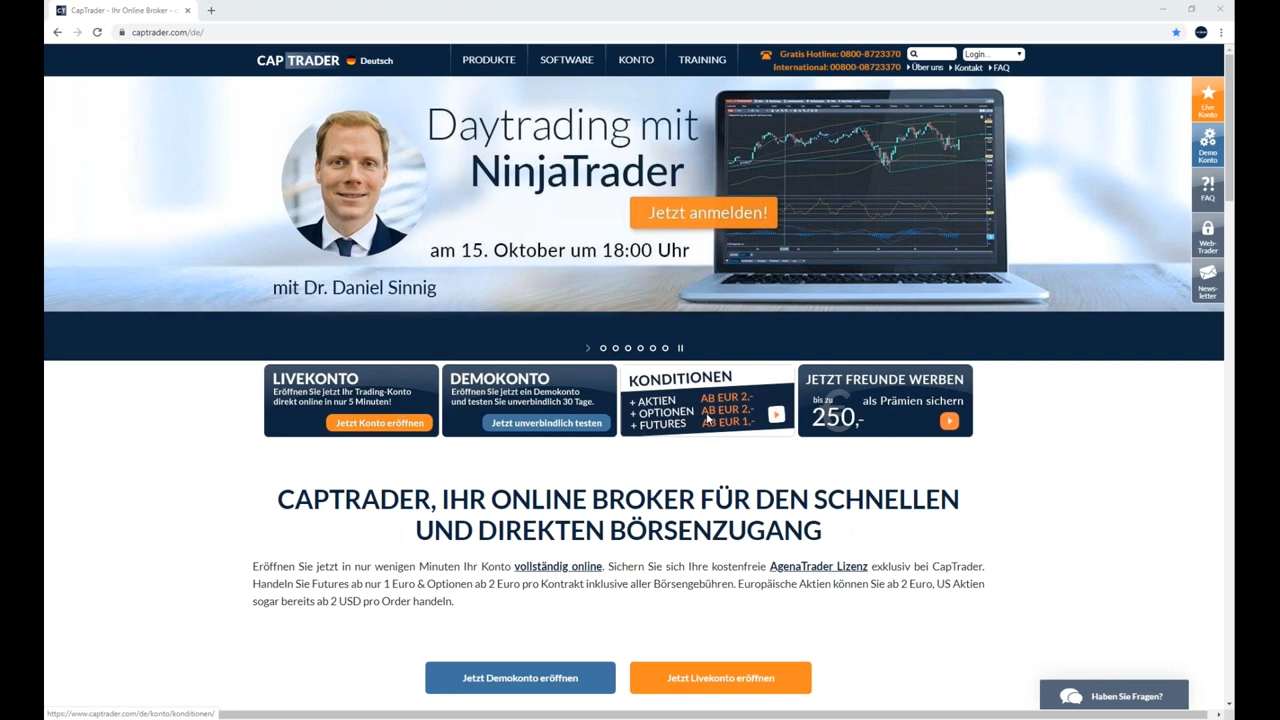 CapTrader - Ihr Online Broker -
captrader.com/de/
CAP TRADER Deutsch
PRODUKTE SOFTWARE KONTO TRAINING
Gratis Hotline: 0800-8723370
International: 00800-08723370
Login...
Über uns Kontakt FAQ
Daytrading mit
NinjaTrader
Jetzt anmelden!
am 15. Oktober um 18:00 Uhr
mit Dr. Daniel Sinnig
Live
Konto
Demo
Konto
?!
FAQ
Web-
Trader
News-
letter
LIVEKONTO
Eröffnen Sie jetzt Ihr Trading-Konto
direkt online in nur 5 Minuten!
Jetzt Konto eröffnen
DEMOKONTO
Eröffnen Sie jetzt ein Demokonto
und testen Sie unverbindlich 30 Tage.
Jetzt unverbindlich testen
KONDITIONEN
+ AKTIEN AB EUR 2,-
+ OPTIONEN AB EUR 2,-
+ FUTURES AB EUR 1,-
JETZT FREUNDE WERBEN
bis zu
250,-
als Prämien sichern
CAPTRADER, IHR ONLINE BROKER FÜR DEN SCHNELLEN
UND DIREKTEN BÖRSENZUGANG
Eröffnen Sie jetzt in nur wenigen Minuten Ihr Konto vollständig online. Sichern Sie sich Ihre kostenfreie AgenaTrader Lizenz exklusiv bei CapTrader.
Handeln Sie Futures ab nur 1 Euro & Optionen ab 2 Euro pro Kontrakt inklusive aller Börsengebühren. Europäische Aktien können Sie ab 2 Euro, US Aktien
sogar bereits ab 2 USD pro Order handeln.
Jetzt Demokonto eröffnen
Jetzt Livekonto eröffnen
Haben Sie Fragen?
https://www.captrader.com/de/konto/konditionen/